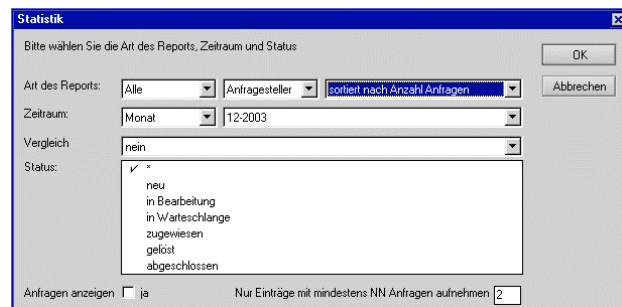 Statistik
Bitte wählen Sie die Art des Reports, Zeitraum und Status
OK
Art des Reports: Alle Anfragesteller sortiert nach Anzahl Anfragen Abbrechen
Zeitraum: Monat 12-2003
Vergleich nein
Status: *
neu
in Bearbeitung
in Warteschlange
zugewiesen
gelöst
abgeschlossen
Anfragen anzeigen ja Nur Einträge mit mindestens NN Anfragen aufnehmen 2